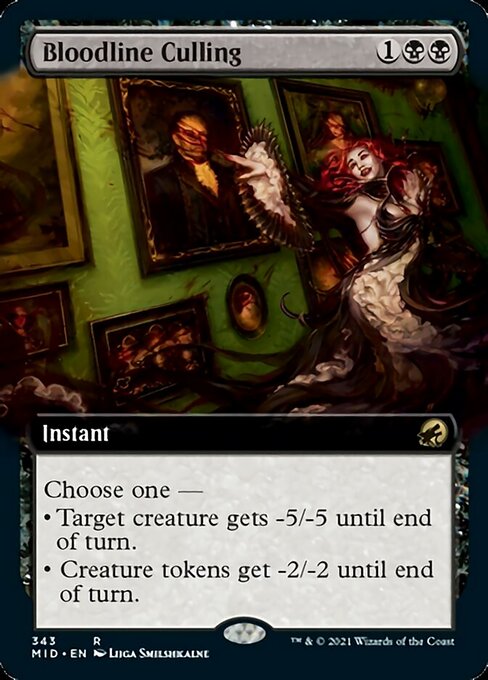 Bloodline Culling 1
Instant
Choose one —
• Target creature gets -5/-5 until end
of turn.
• Creature tokens get -2/-2 until end
of turn.
343 R
MID • EN Liiga Smilshkalne
™ & © 2021 Wizards of the Coast